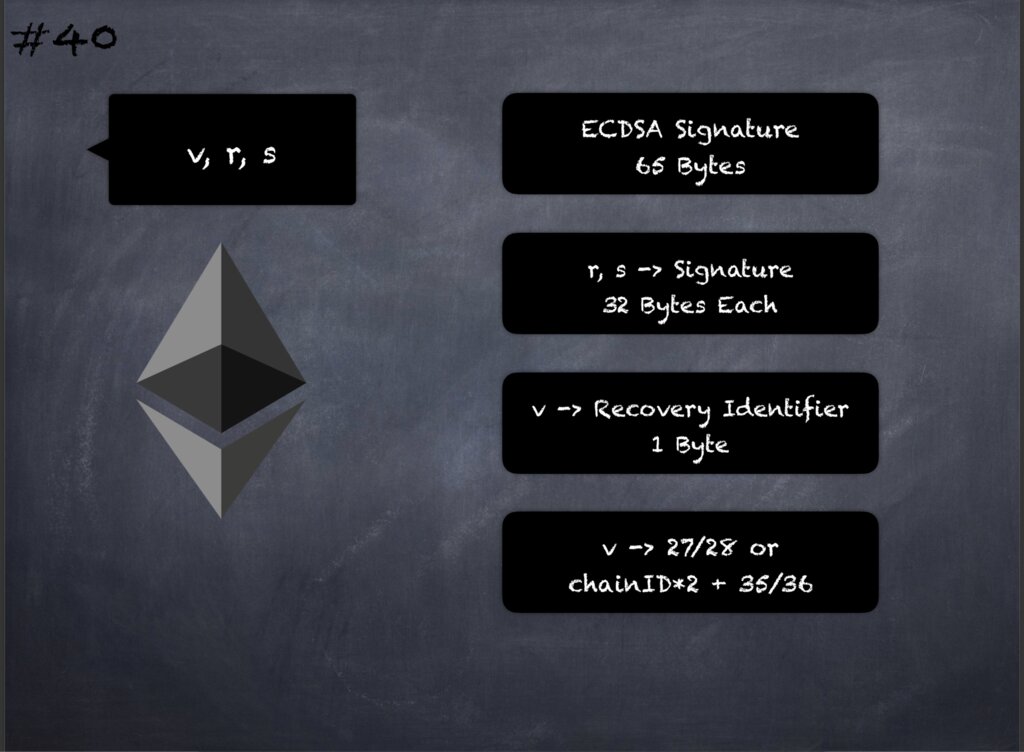 #40
v, r, s
ECDSA Signature
65 Bytes
r, s -> Signature
32 Bytes Each
v -> Recovery Identifier
1 Byte
v -> 27/28 or
chainID*2 + 35/36